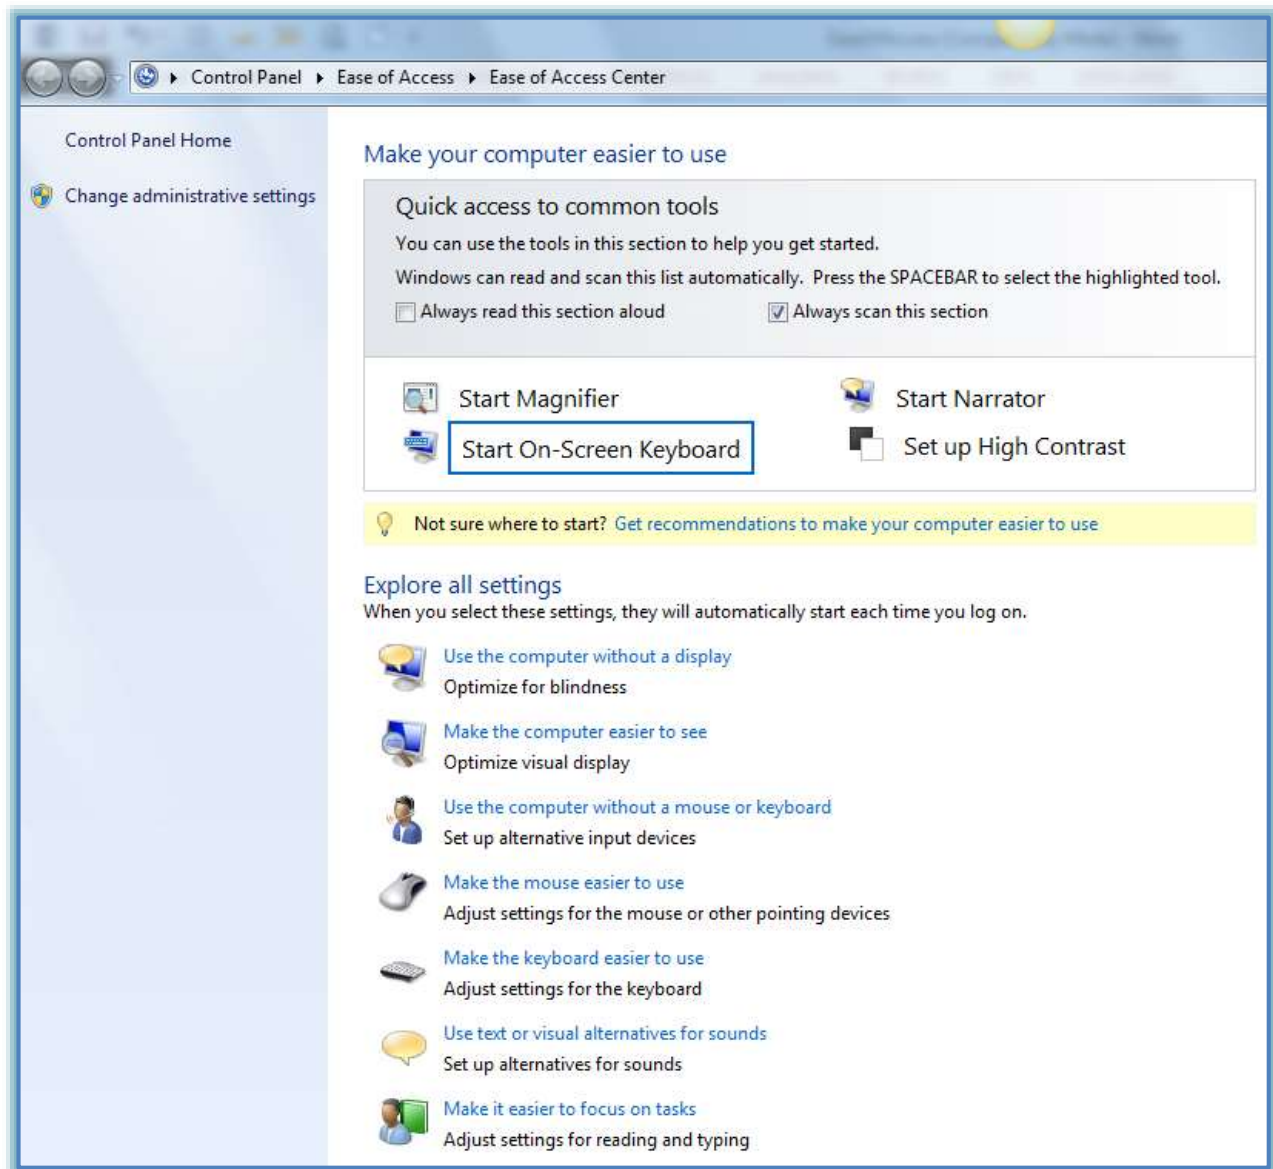 Control Panel ▸ Ease of Access ▸ Ease of Access Center
Control Panel Home
Change administrative settings
Make your computer easier to use
Quick access to common tools
You can use the tools in this section to help you get started.
Windows can read and scan this list automatically. Press the SPACEBAR to select the highlighted tool.
Always read this section aloud Always scan this section
Start Magnifier Start Narrator
Start On-Screen Keyboard Set up High Contrast
Not sure where to start? Get recommendations to make your computer easier to use
Explore all settings
When you select these settings, they will automatically start each time you log on.
Use the computer without a display
Optimize for blindness
Make the computer easier to see
Optimize visual display
Use the computer without a mouse or keyboard
Set up alternative input devices
Make the mouse easier to use
Adjust settings for the mouse or other pointing devices
Make the keyboard easier to use
Adjust settings for the keyboard
Use text or visual alternatives for sounds
Set up alternatives for sounds
Make it easier to focus on tasks
Adjust settings for reading and typing